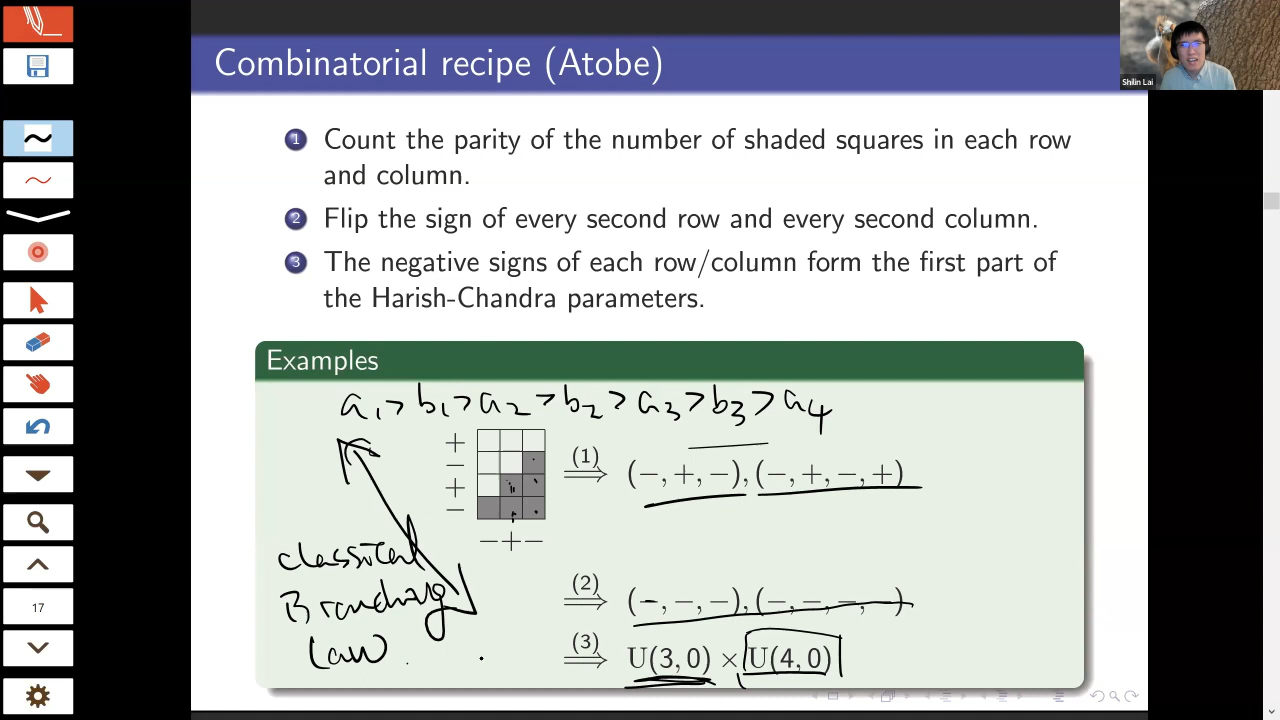 Shilin Lai
Combinatorial recipe (Atobe)
1 Count the parity of the number of shaded squares in each row
and column.
2 Flip the sign of every second row and every second column.
3 The negative signs of each row/column form the first part of
the Harish-Chandra parameters.
Examples
a₁ > b₁ > a₂ > b₂ > a₃ > b₃ > a₄
+
−
+
−
− + −
(1) ⟹ (−, +, −), (−, +, −, +)
classical
Branching
Law
(2) ⟹ (−, −, −), (−, −, −, −)
(3) ⟹ U(3, 0) × U(4, 0)
17